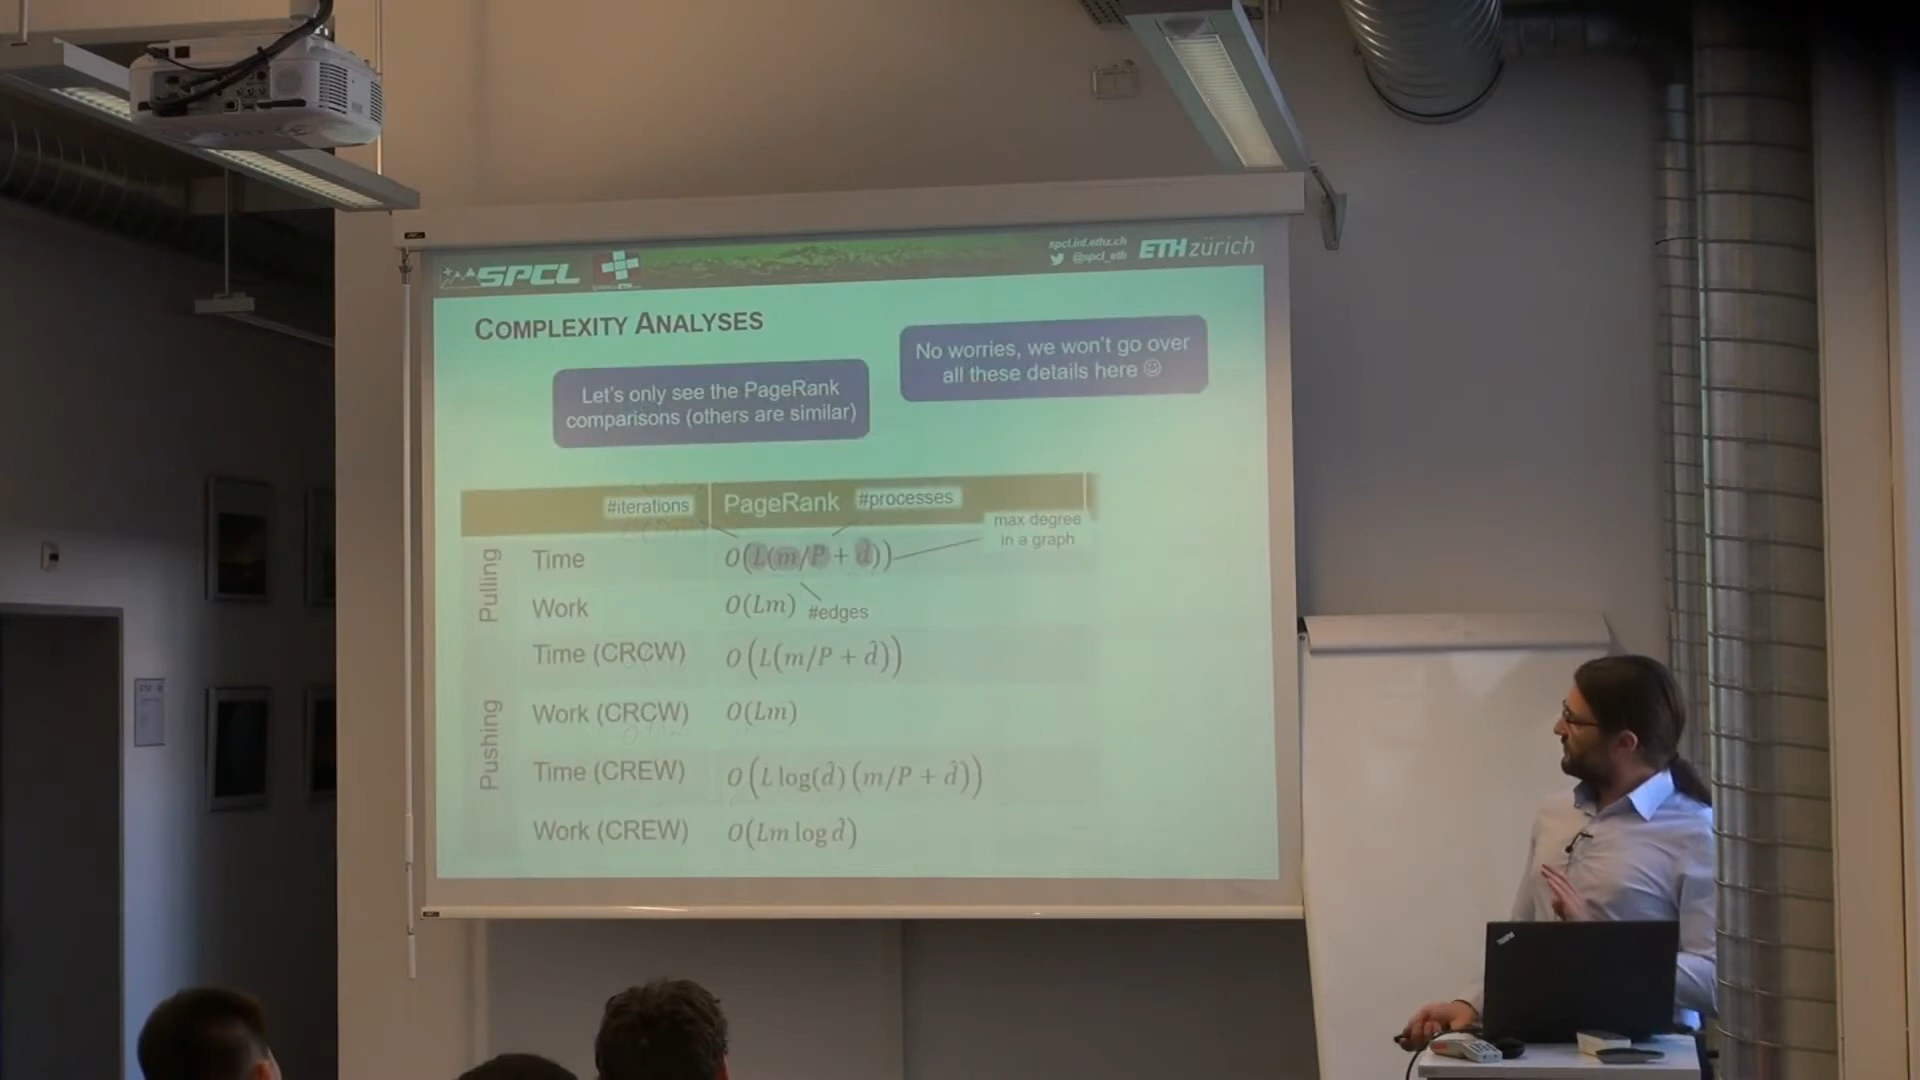 SPCL
spcl.inf.ethz.ch
@spcl_eth
ETH zürich
COMPLEXITY ANALYSES
Let's only see the PageRank
comparisons (others are similar)
No worries, we won't go over
all these details here ☺
#iterations
PageRank
#processes
max degree
in a graph
Pulling
Time
O(L(m/P + d̂))
Work
O(Lm)
#edges
Pushing
Time (CRCW)
O(L(m/P + d̂))
Work (CRCW)
O(Lm)
Time (CREW)
O(L log(d̂)(m/P + d̂))
Work (CREW)
O(Lm log d̂)
ThinkPad